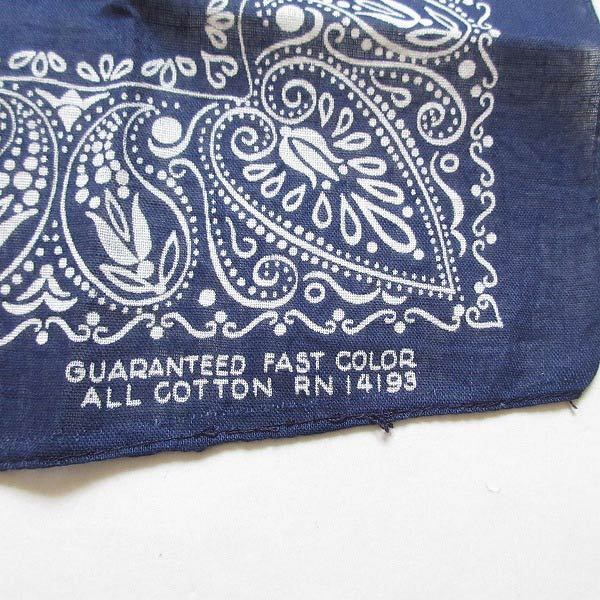 GUARANTEED FAST COLOR
ALL COTTON RN 14193